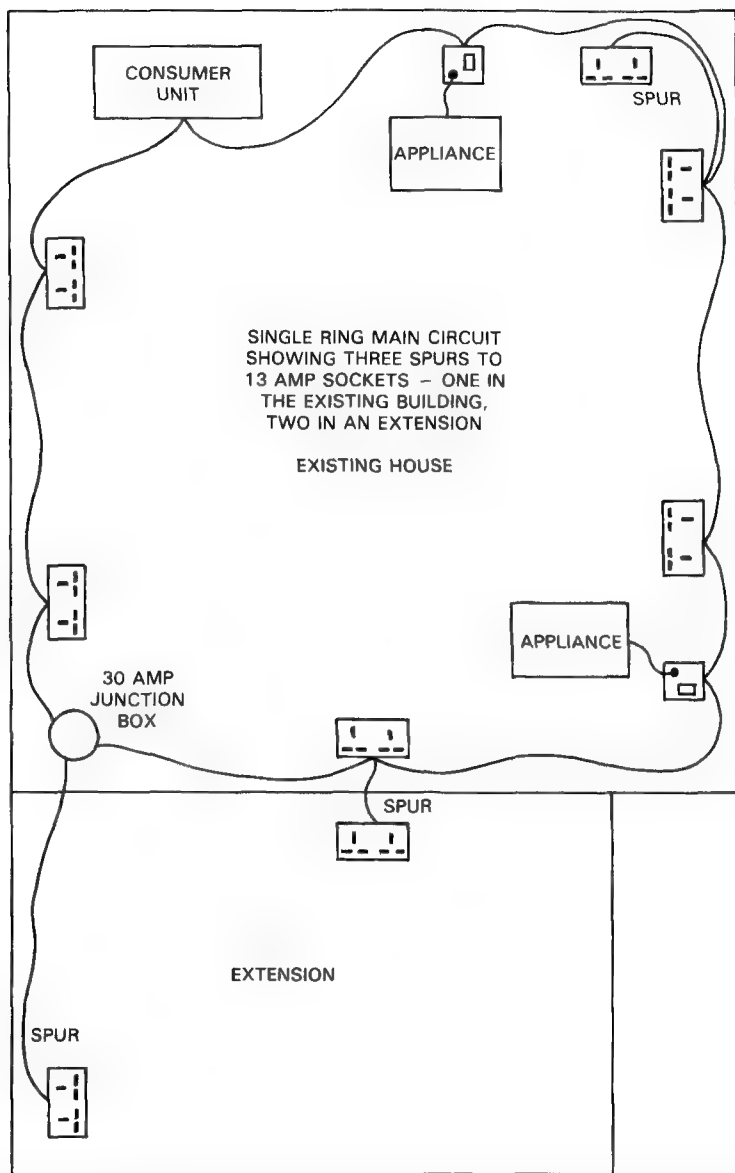 CONSUMER
UNIT
APPLIANCE
SPUR
SINGLE RING MAIN CIRCUIT
SHOWING THREE SPURS TO
13 AMP SOCKETS – ONE IN
THE EXISTING BUILDING,
TWO IN AN EXTENSION
EXISTING HOUSE
APPLIANCE
30 AMP
JUNCTION
BOX
SPUR
EXTENSION
SPUR